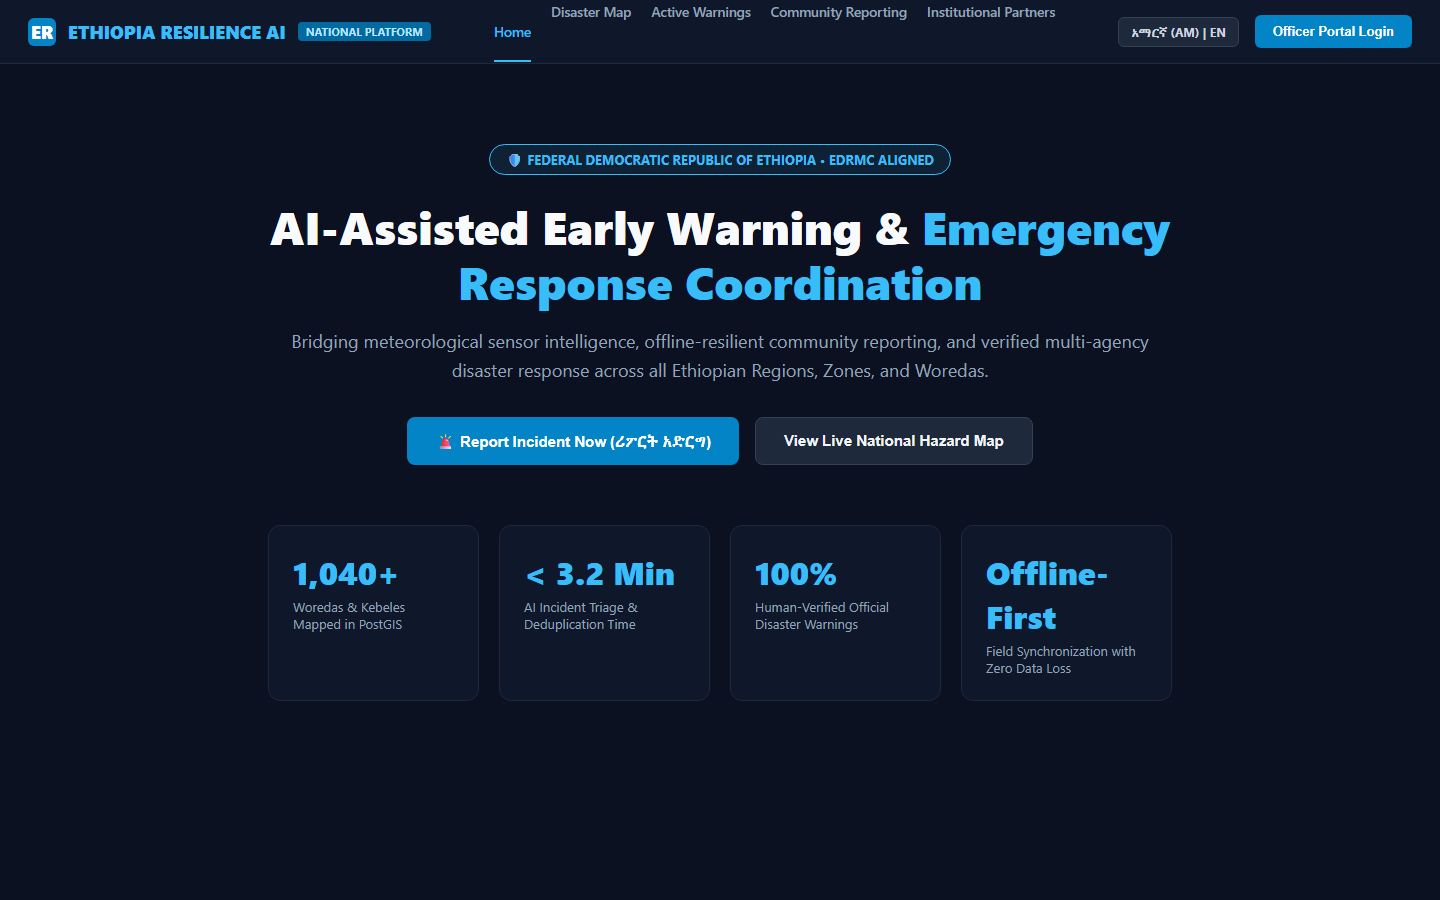 ER ETHIOPIA RESILIENCE AI NATIONAL PLATFORM
Home Disaster Map Active Warnings Community Reporting Institutional Partners
አማርኛ (AM) | EN
Officer Portal Login
FEDERAL DEMOCRATIC REPUBLIC OF ETHIOPIA • EDRMC ALIGNED
AI-Assisted Early Warning & Emergency
Response Coordination
Bridging meteorological sensor intelligence, offline-resilient community reporting, and verified multi-agency
disaster response across all Ethiopian Regions, Zones, and Woredas.
Report Incident Now (ሪፖርት አድርግ)
View Live National Hazard Map
1,040+
Woredas & Kebeles
Mapped in PostGIS
< 3.2 Min
AI Incident Triage &
Deduplication Time
100%
Human-Verified Official
Disaster Warnings
Offline-
First
Field Synchronization with
Zero Data Loss